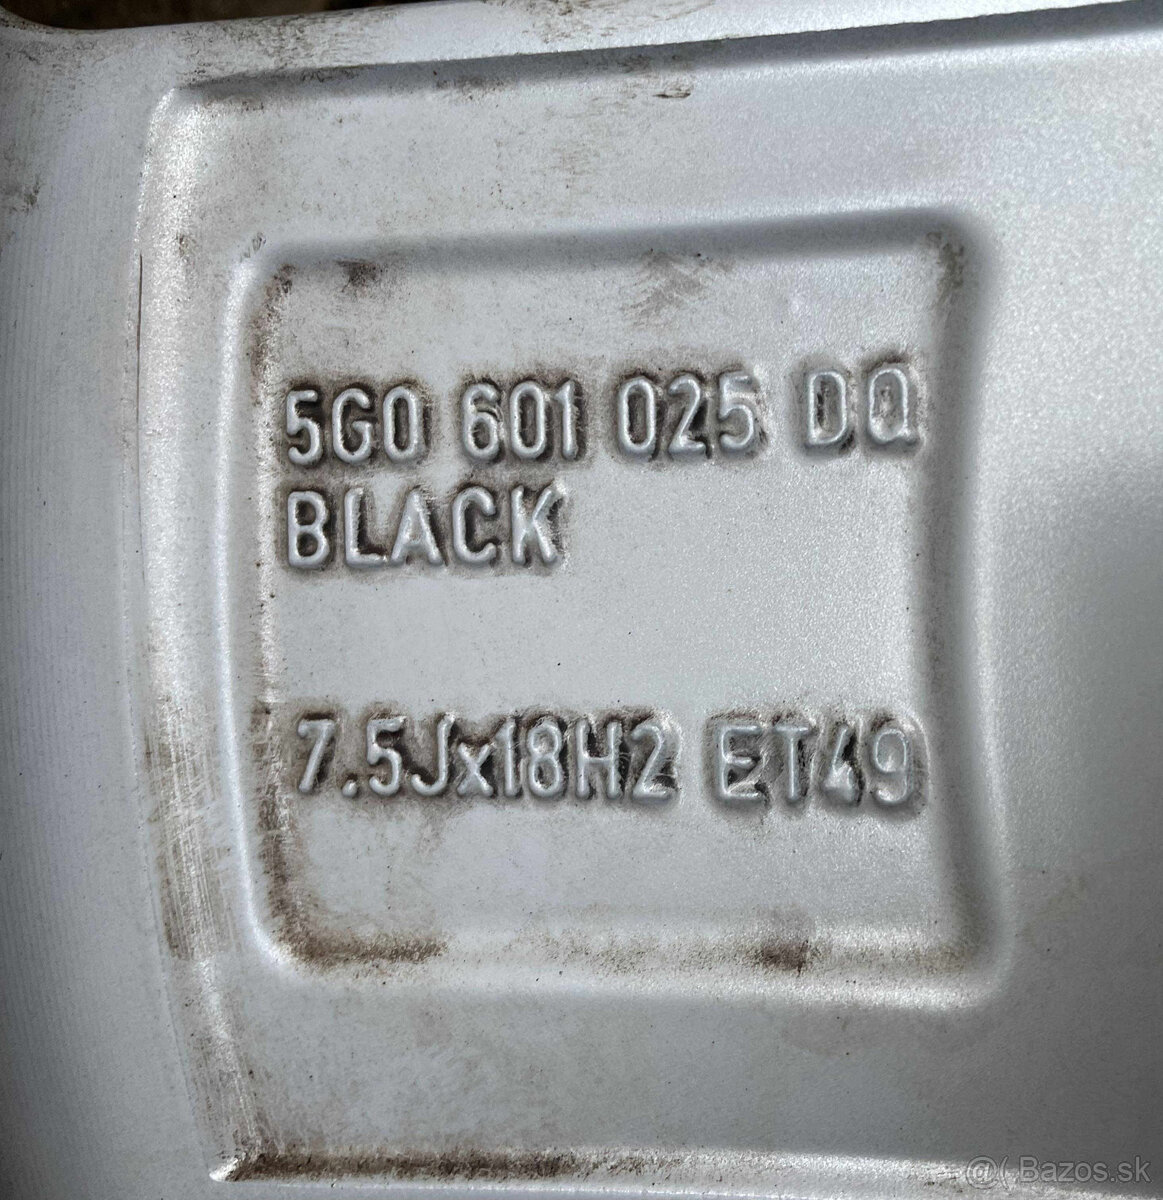 5G0 601 025 DQ
BLACK
7.5Jx18H2 ET49
@( Bazos.sk